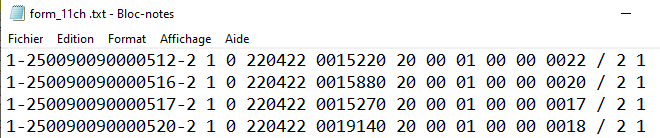 form_11ch .txt - Bloc-notes
Fichier Edition Format Affichage Aide
1-250090090000512-2 1 0 220422 0015220 20 00 01 00 00 0022 / 2 1
1-250090090000516-2 1 0 220422 0015880 20 00 01 00 00 0020 / 2 1
1-250090090000517-2 1 0 220422 0015270 20 00 01 00 00 0017 / 2 1
1-250090090000520-2 1 0 220422 0019140 20 00 01 00 00 0018 / 2 1